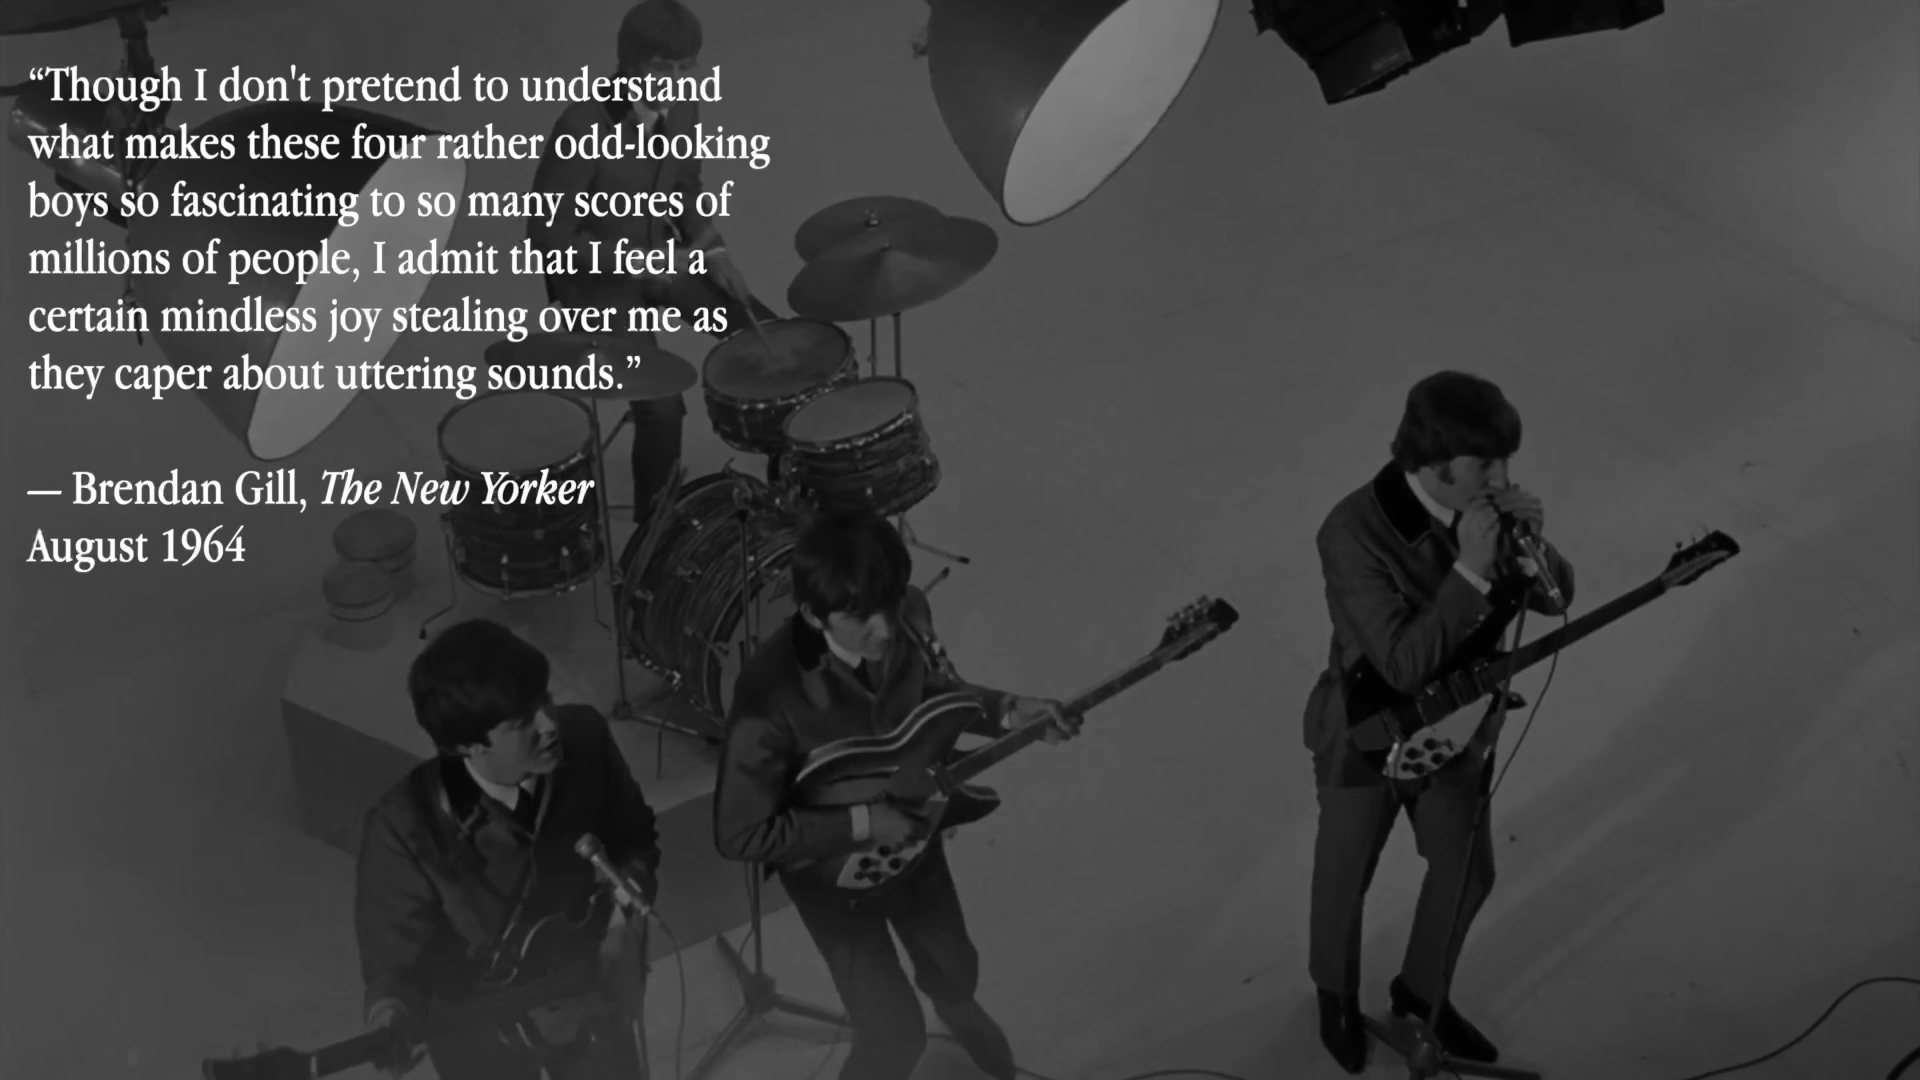 “Though I don't pretend to understand
what makes these four rather odd-looking
boys so fascinating to so many scores of
millions of people, I admit that I feel a
certain mindless joy stealing over me as
they caper about uttering sounds.”
— Brendan Gill, The New Yorker
August 1964